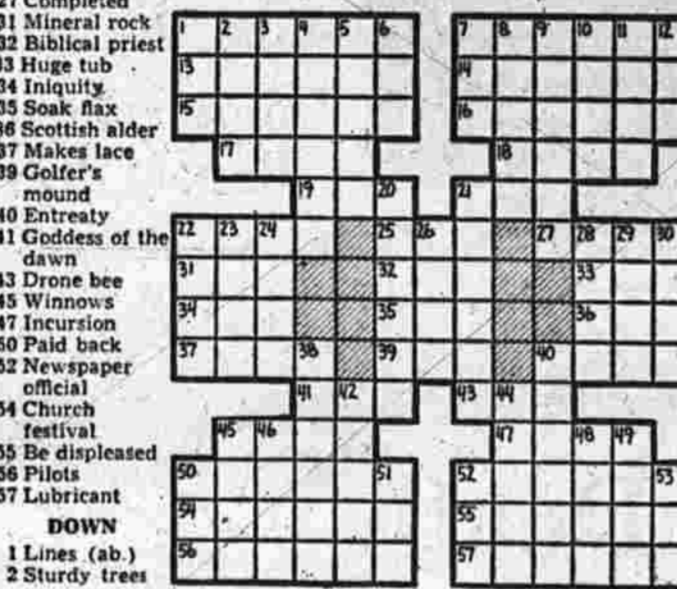 27 Completed
31 Mineral rock
32 Biblical priest
33 Huge tub
34 Iniquity
35 Soak flax
36 Scottish alder
37 Makes lace
39 Golfer's
mound
40 Entreaty
41 Goddess of the
dawn
43 Drone bee
45 Winnows
47 Incursion
50 Paid back
52 Newspaper
official
54 Church
festival
55 Be displeased
56 Pilots
57 Lubricant
DOWN
1 Lines (ab.)
2 Sturdy trees
1 2 3 4 5 6 7 8 9 10 11 12
13 14
15 16
17 18
19 20 21
22 23 24 25 26 27 28 29 30
31 32 33
34 35 36
37 38 39 40
41 42 43 44
45 46 47 48 49
50 51 52 53
54 55
56 57